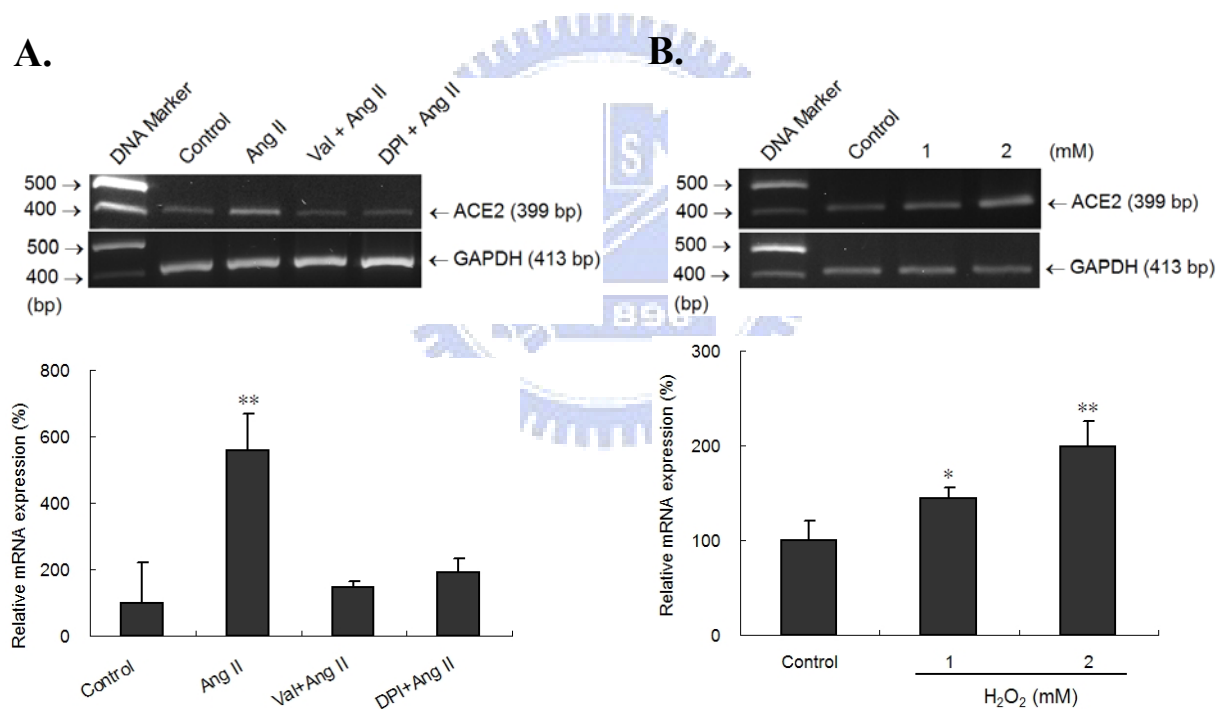 A.
DNA Marker
Control
Ang II
Val + Ang II
DPI + Ang II
500 →
400 →
← ACE2 (399 bp)
500 →
400 →
← GAPDH (413 bp)
(bp)
Relative mRNA expression (%)
800
600
400
200
0
**
Control
Ang II
Val+Ang II
DPI+Ang II
B.
DNA Marker
Control
1
2
(mM)
500 →
400 →
← ACE2 (399 bp)
500 →
400 →
← GAPDH (413 bp)
(bp)
Relative mRNA expression (%)
300
200
100
0
*
**
Control
1
2
H₂O₂ (mM)
S
896